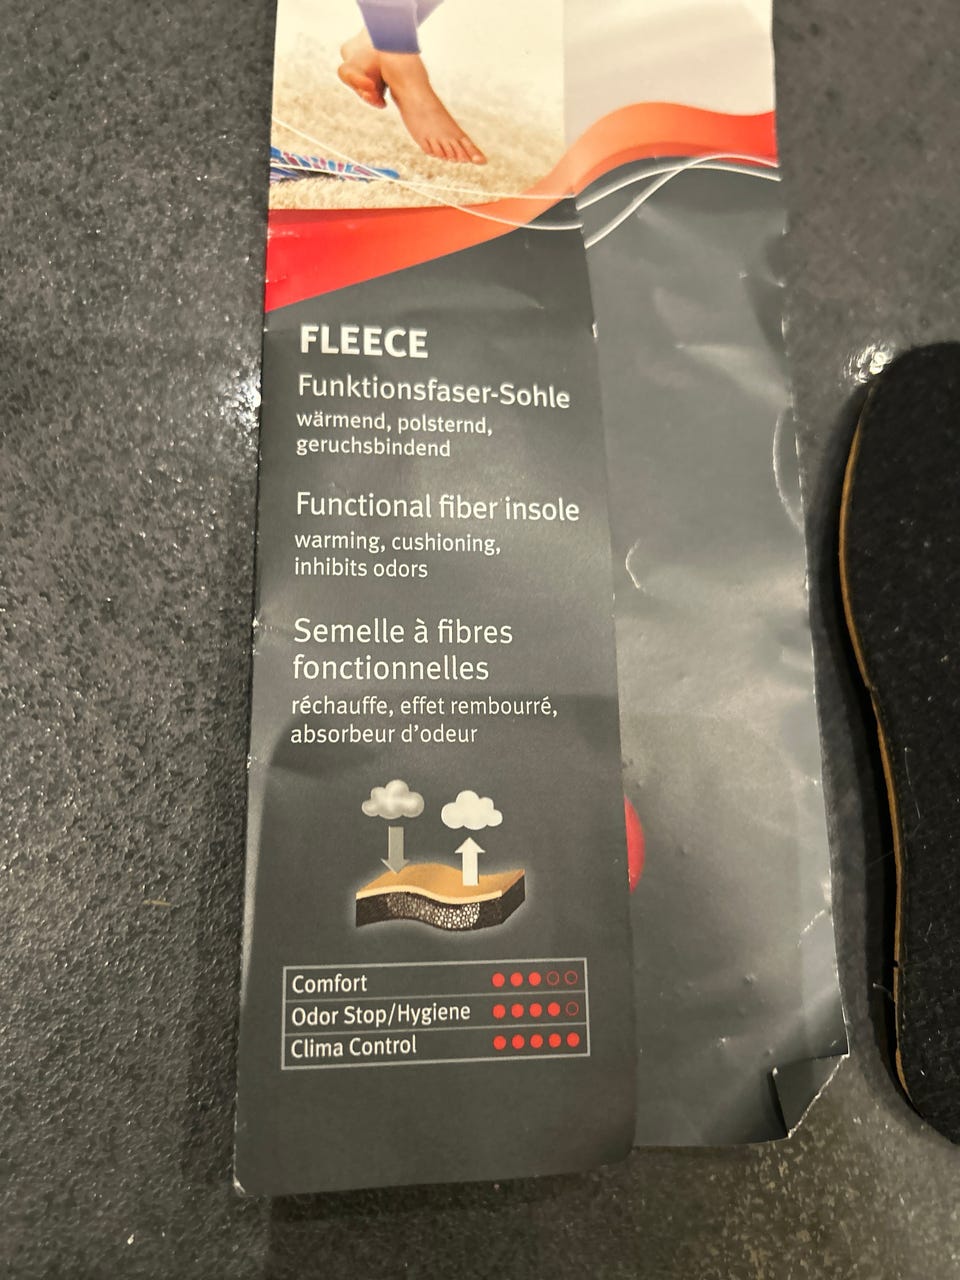 FLEECE
Funktionsfaser-Sohle
wärmend, polsternd,
geruchsbindend
Functional fiber insole
warming, cushioning,
inhibits odors
Semelle à fibres
fonctionnelles
réchauffe, effet rembourré,
absorbeur d'odeur
Comfort
Odor Stop/Hygiene
Clima Control